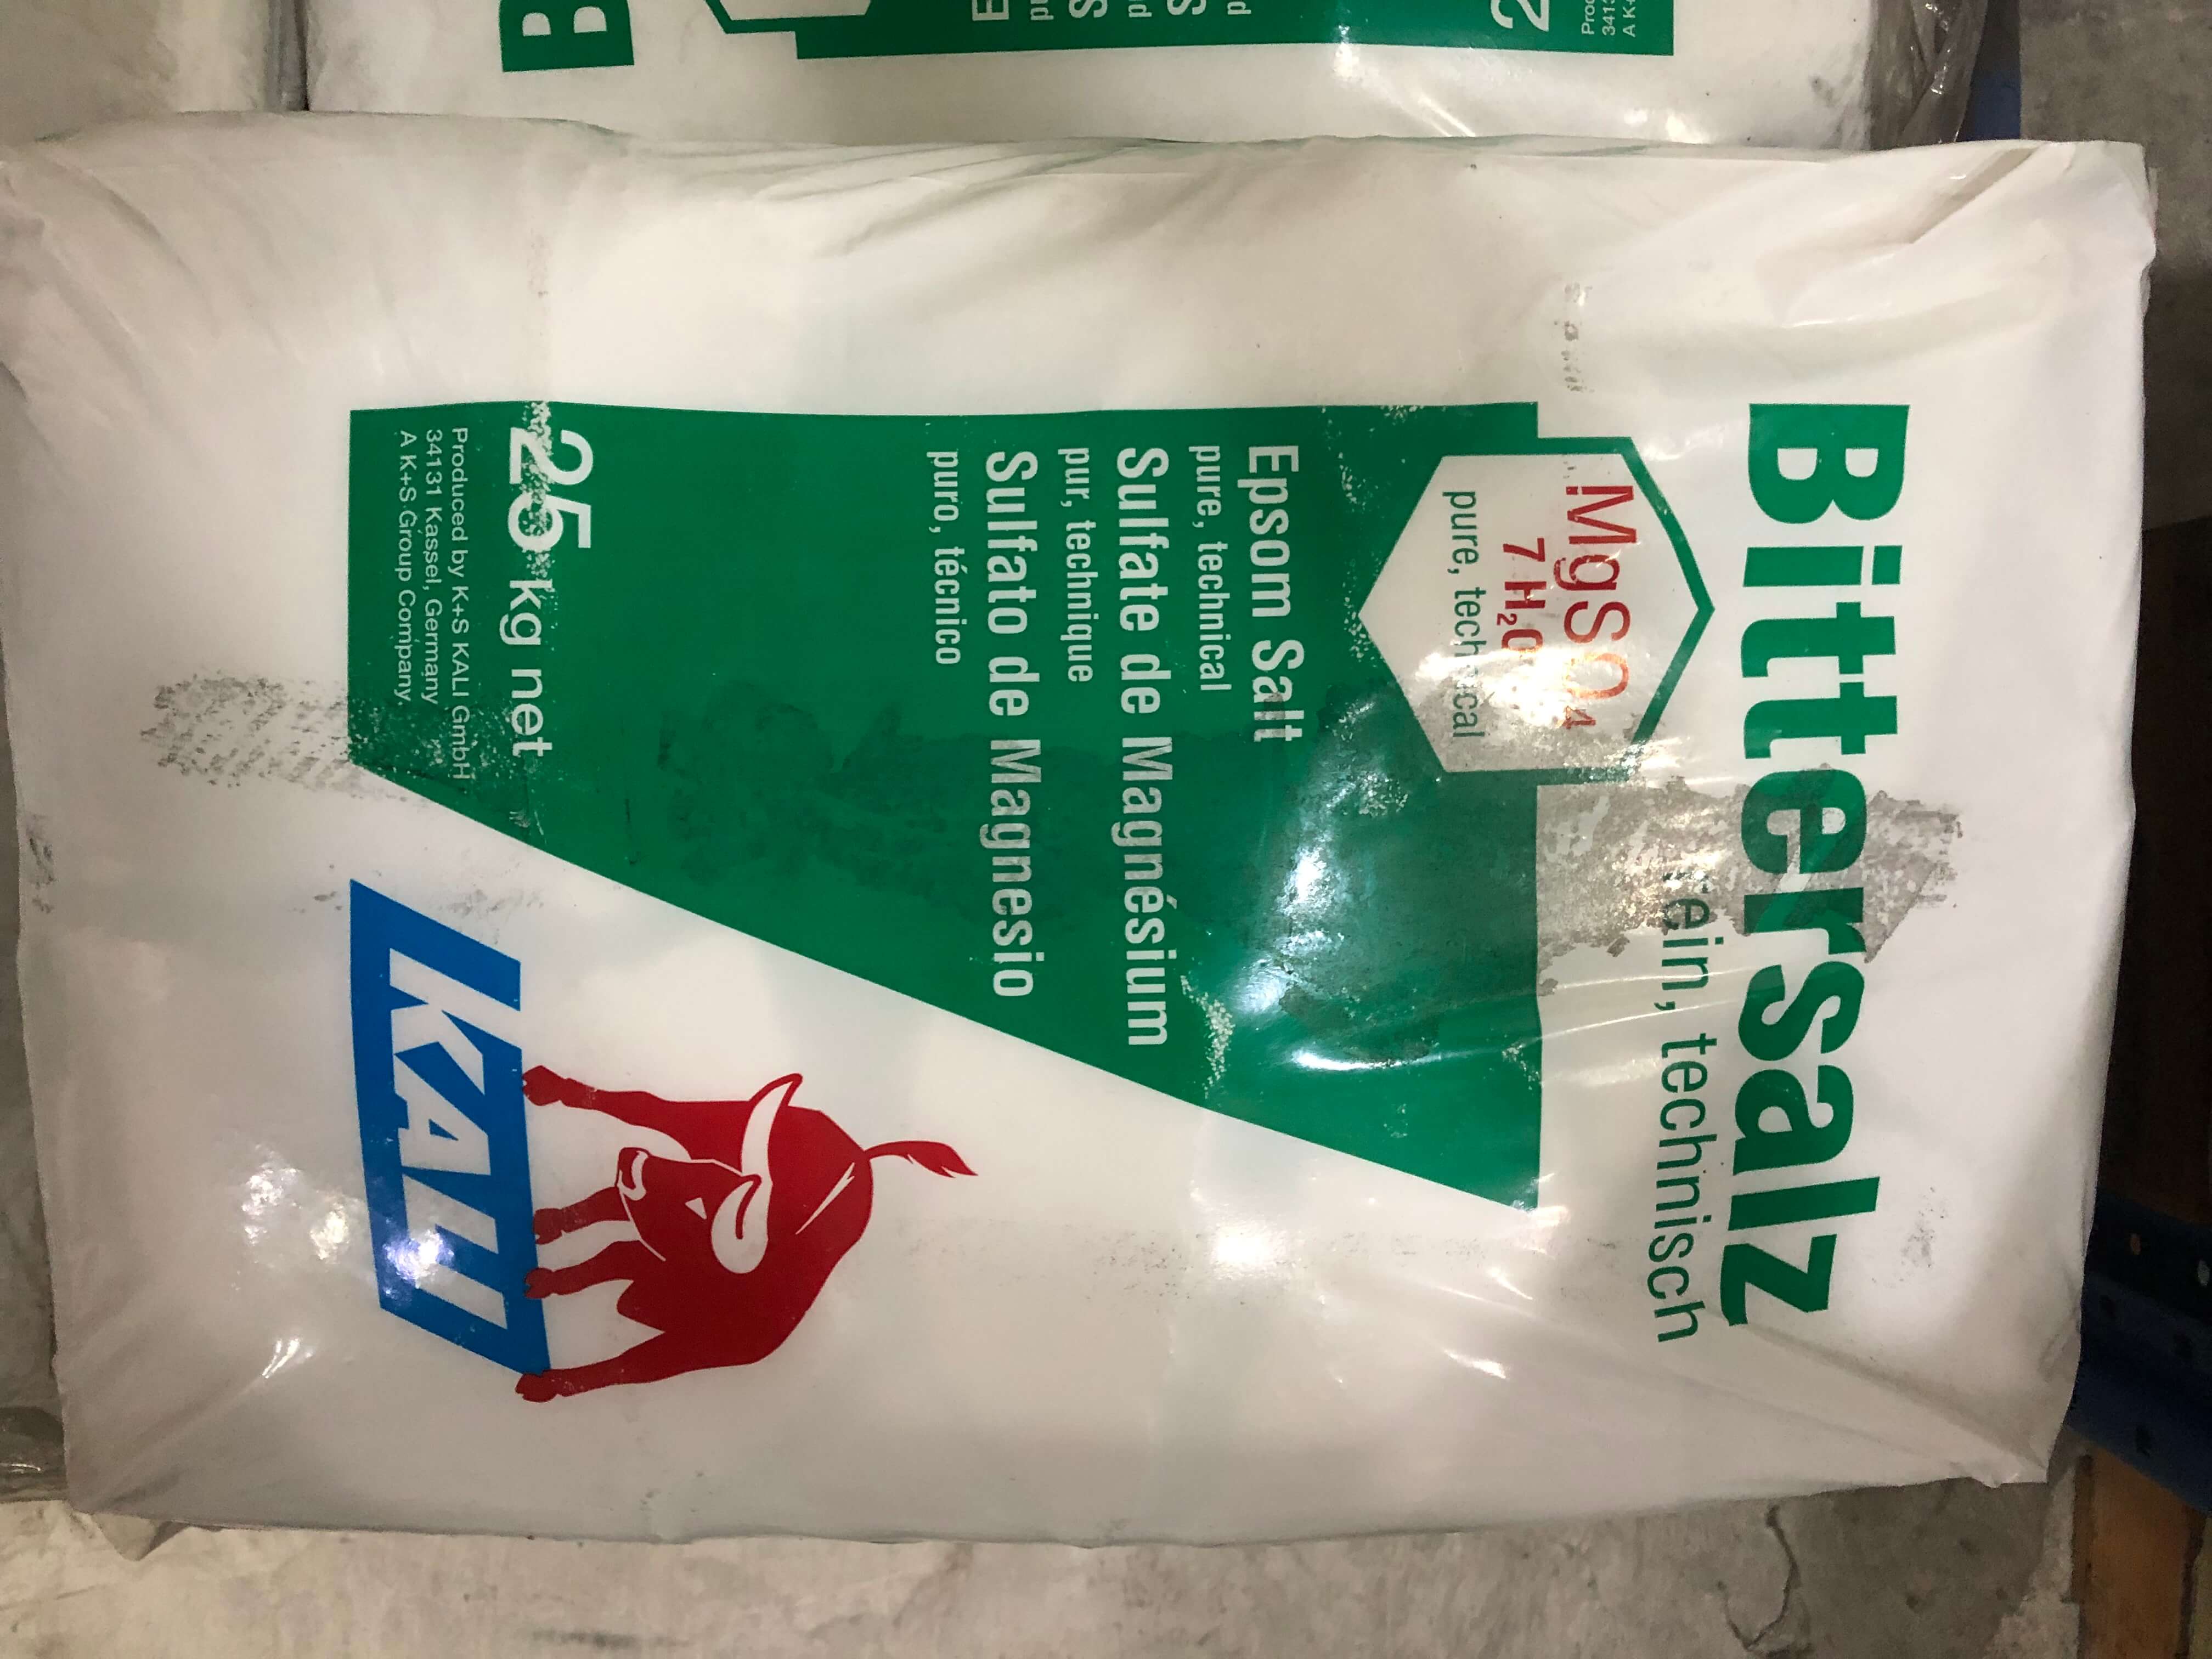 Bittersalz
rein, technisch
MgSO₄
7 H₂O
pure, technical
Epsom Salt
pure, technical
Sulfate de Magnésium
pur, technique
Sulfato de Magnesio
puro, técnico
25 kg net
Produced by K+S KALI GmbH
34131 Kassel, Germany
A K+S Group Company
KALI